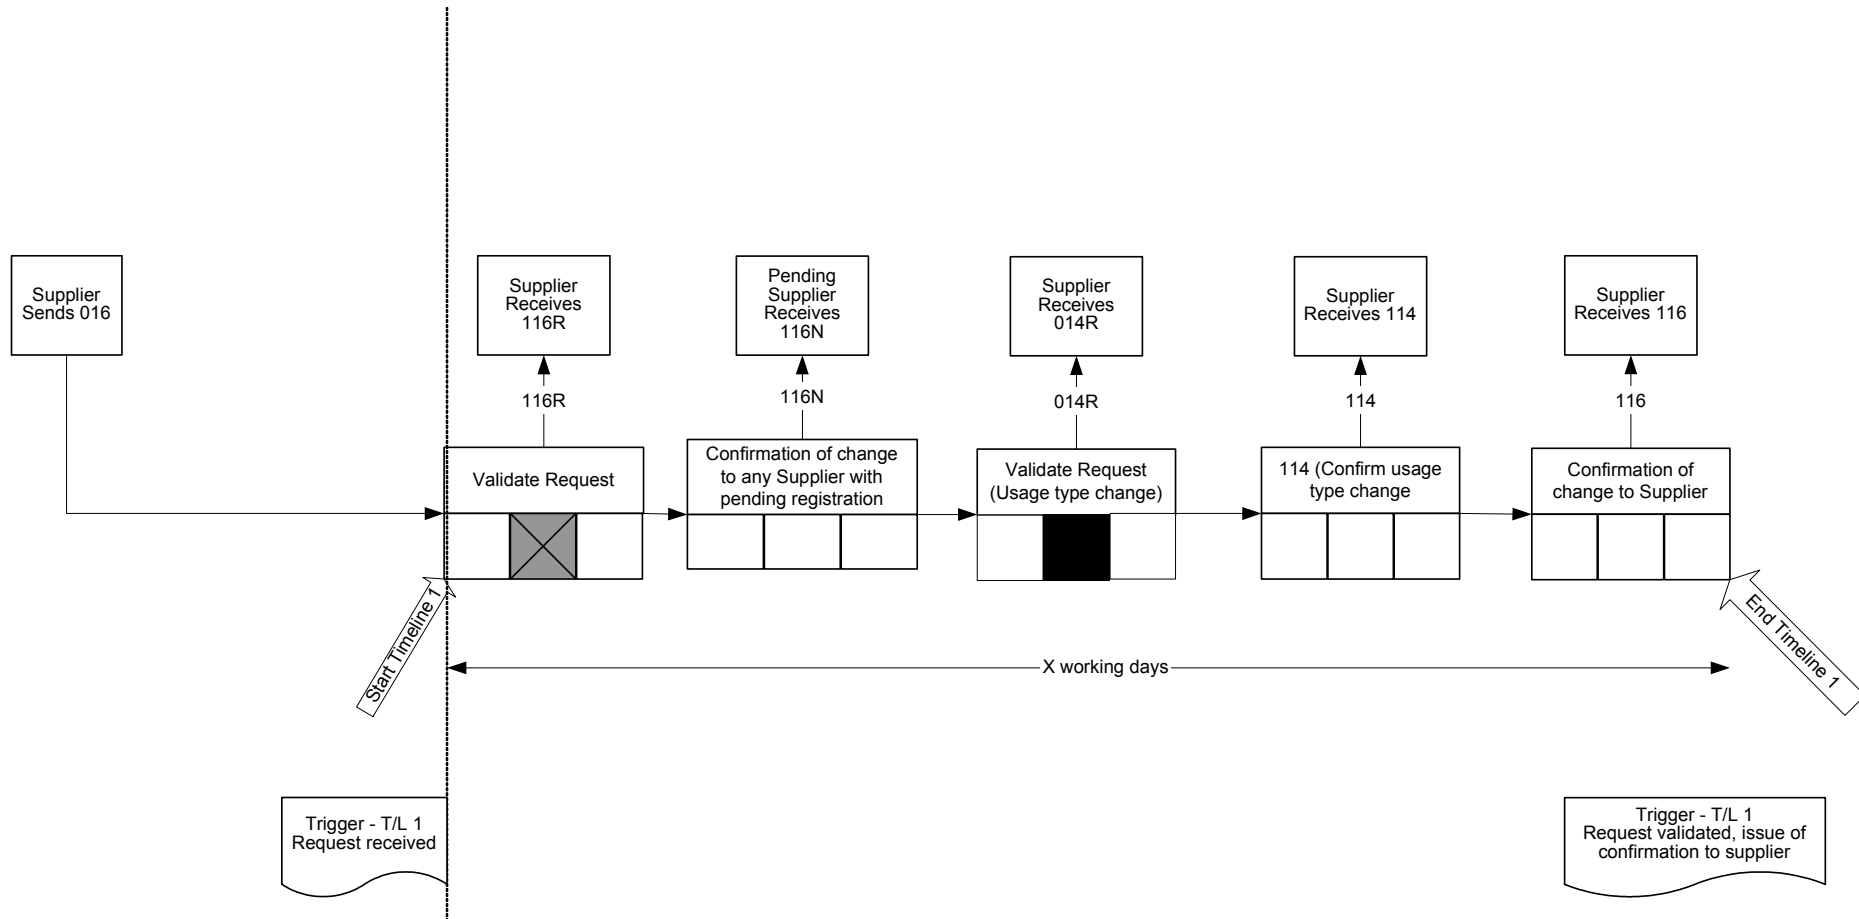 Supplier
Sends 016
Supplier
Receives
116R
Pending
Supplier
Receives
116N
Supplier
Receives
014R
Supplier
Receives 114
Supplier
Receives 116
116R
116N
014R
114
116
Validate Request
Confirmation of change
to any Supplier with
pending registration
Validate Request
(Usage type change)
114 (Confirm usage
type change
Confirmation of
change to Supplier
Start Timeline 1
End Timeline 1
X working days
Trigger - T/L 1
Request received
Trigger - T/L 1
Request validated, issue of
confirmation to supplier